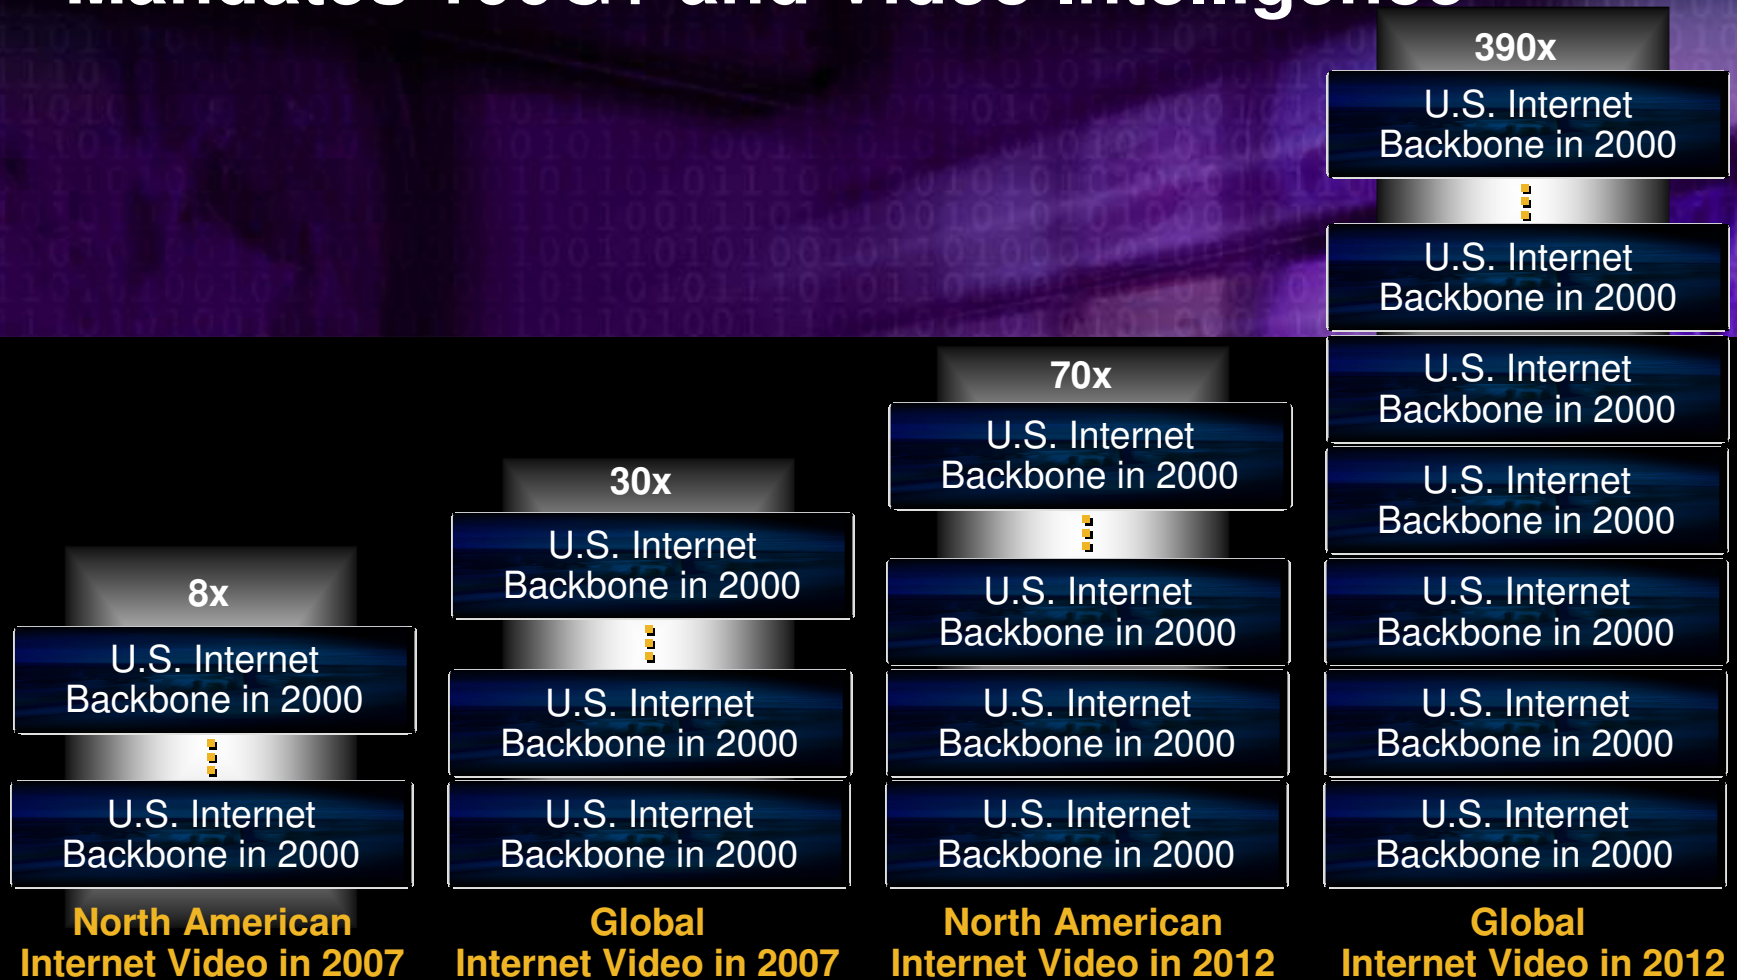 and Video Intelligence
390x
U.S. Internet
Backbone in 2000
U.S. Internet
Backbone in 2000
U.S. Internet
Backbone in 2000
U.S. Internet
Backbone in 2000
U.S. Internet
Backbone in 2000
U.S. Internet
Backbone in 2000
U.S. Internet
Backbone in 2000
70x
U.S. Internet
Backbone in 2000
U.S. Internet
Backbone in 2000
U.S. Internet
Backbone in 2000
U.S. Internet
Backbone in 2000
30x
U.S. Internet
Backbone in 2000
U.S. Internet
Backbone in 2000
U.S. Internet
Backbone in 2000
8x
U.S. Internet
Backbone in 2000
U.S. Internet
Backbone in 2000
North American
Internet Video in 2007
Global
Internet Video in 2007
North American
Internet Video in 2012
Global
Internet Video in 2012